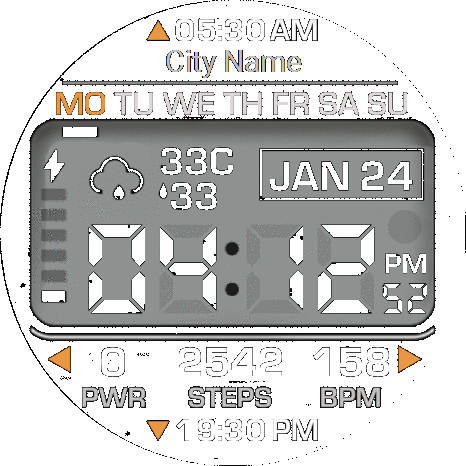 05:30 AM
City Name
MO TU WE TH FR SA SU
33C
33
JAN 24
04:12
PM
52
10 2542 158
PWR STEPS BPM
19:30 PM